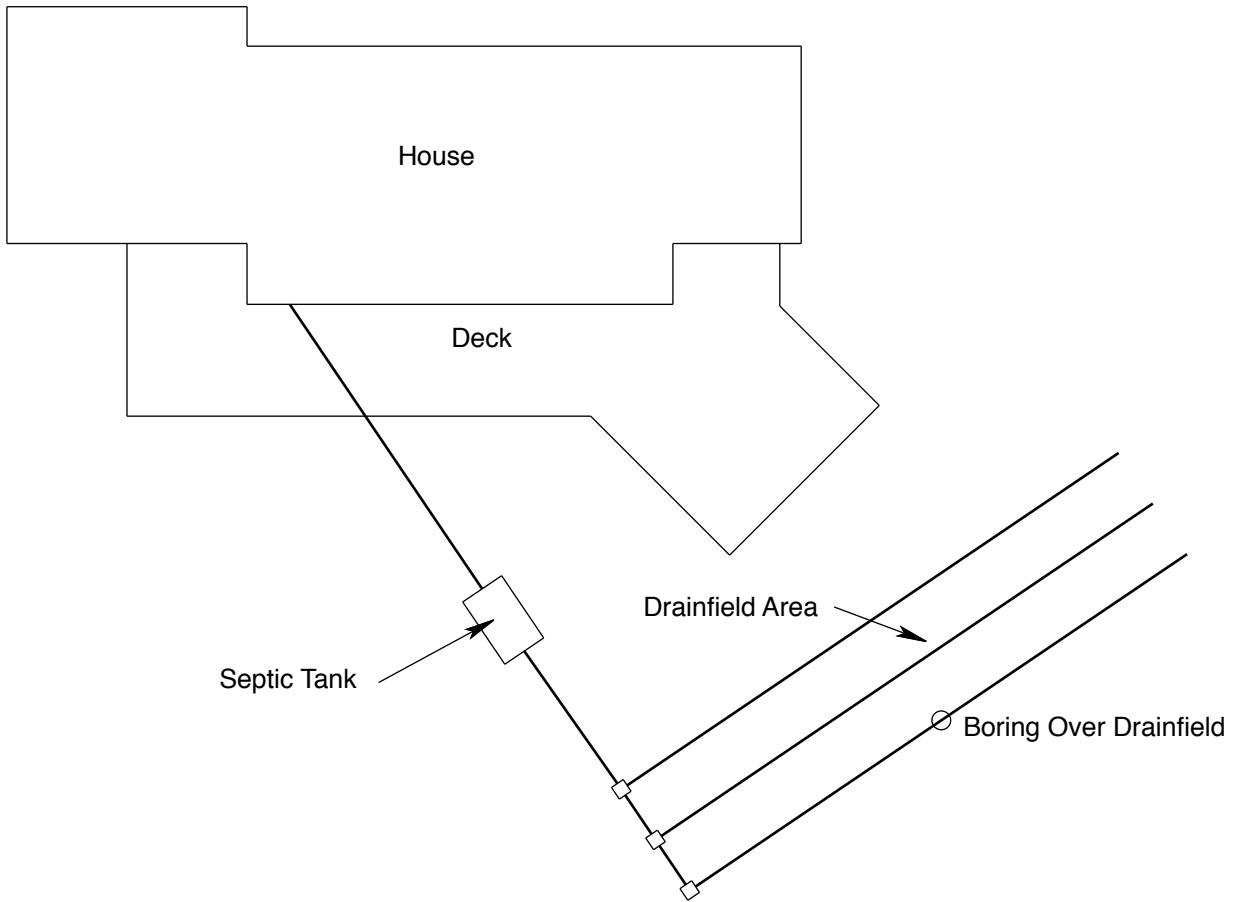 House
Deck
Drainfield Area
Septic Tank
Boring Over Drainfield